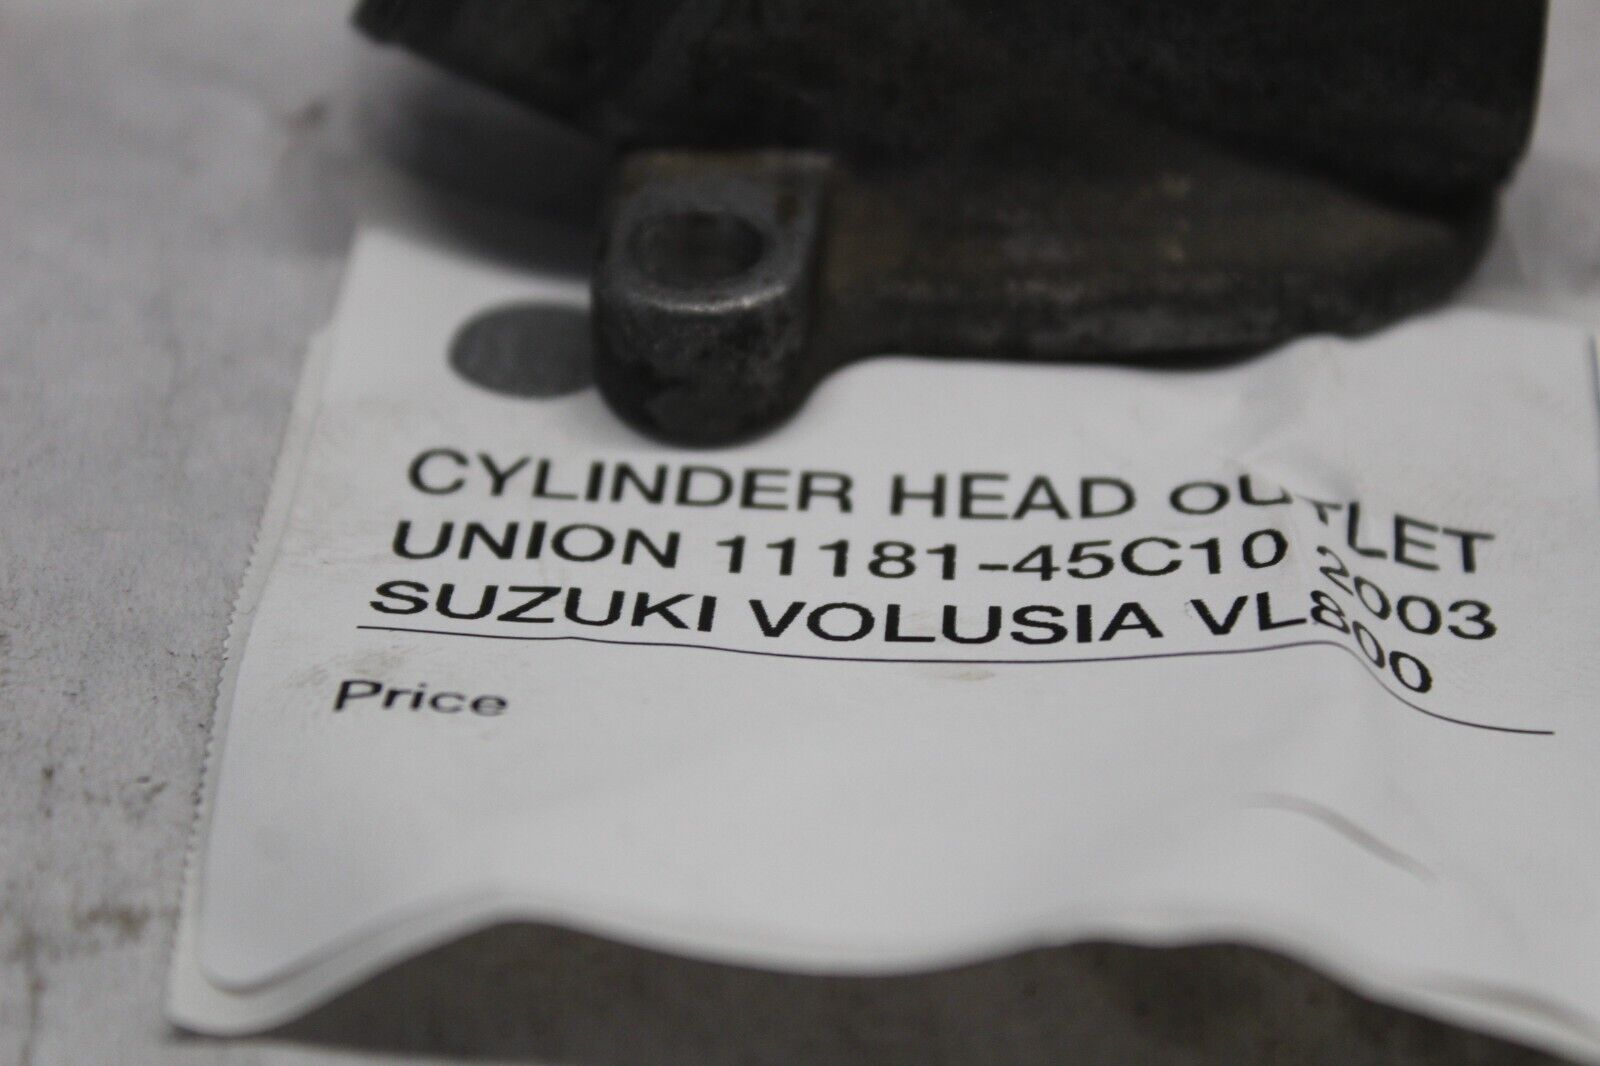 CYLINDER HEAD OUTLET
UNION 11181-45C10 2003
SUZUKI VOLUSIA VL800
Price